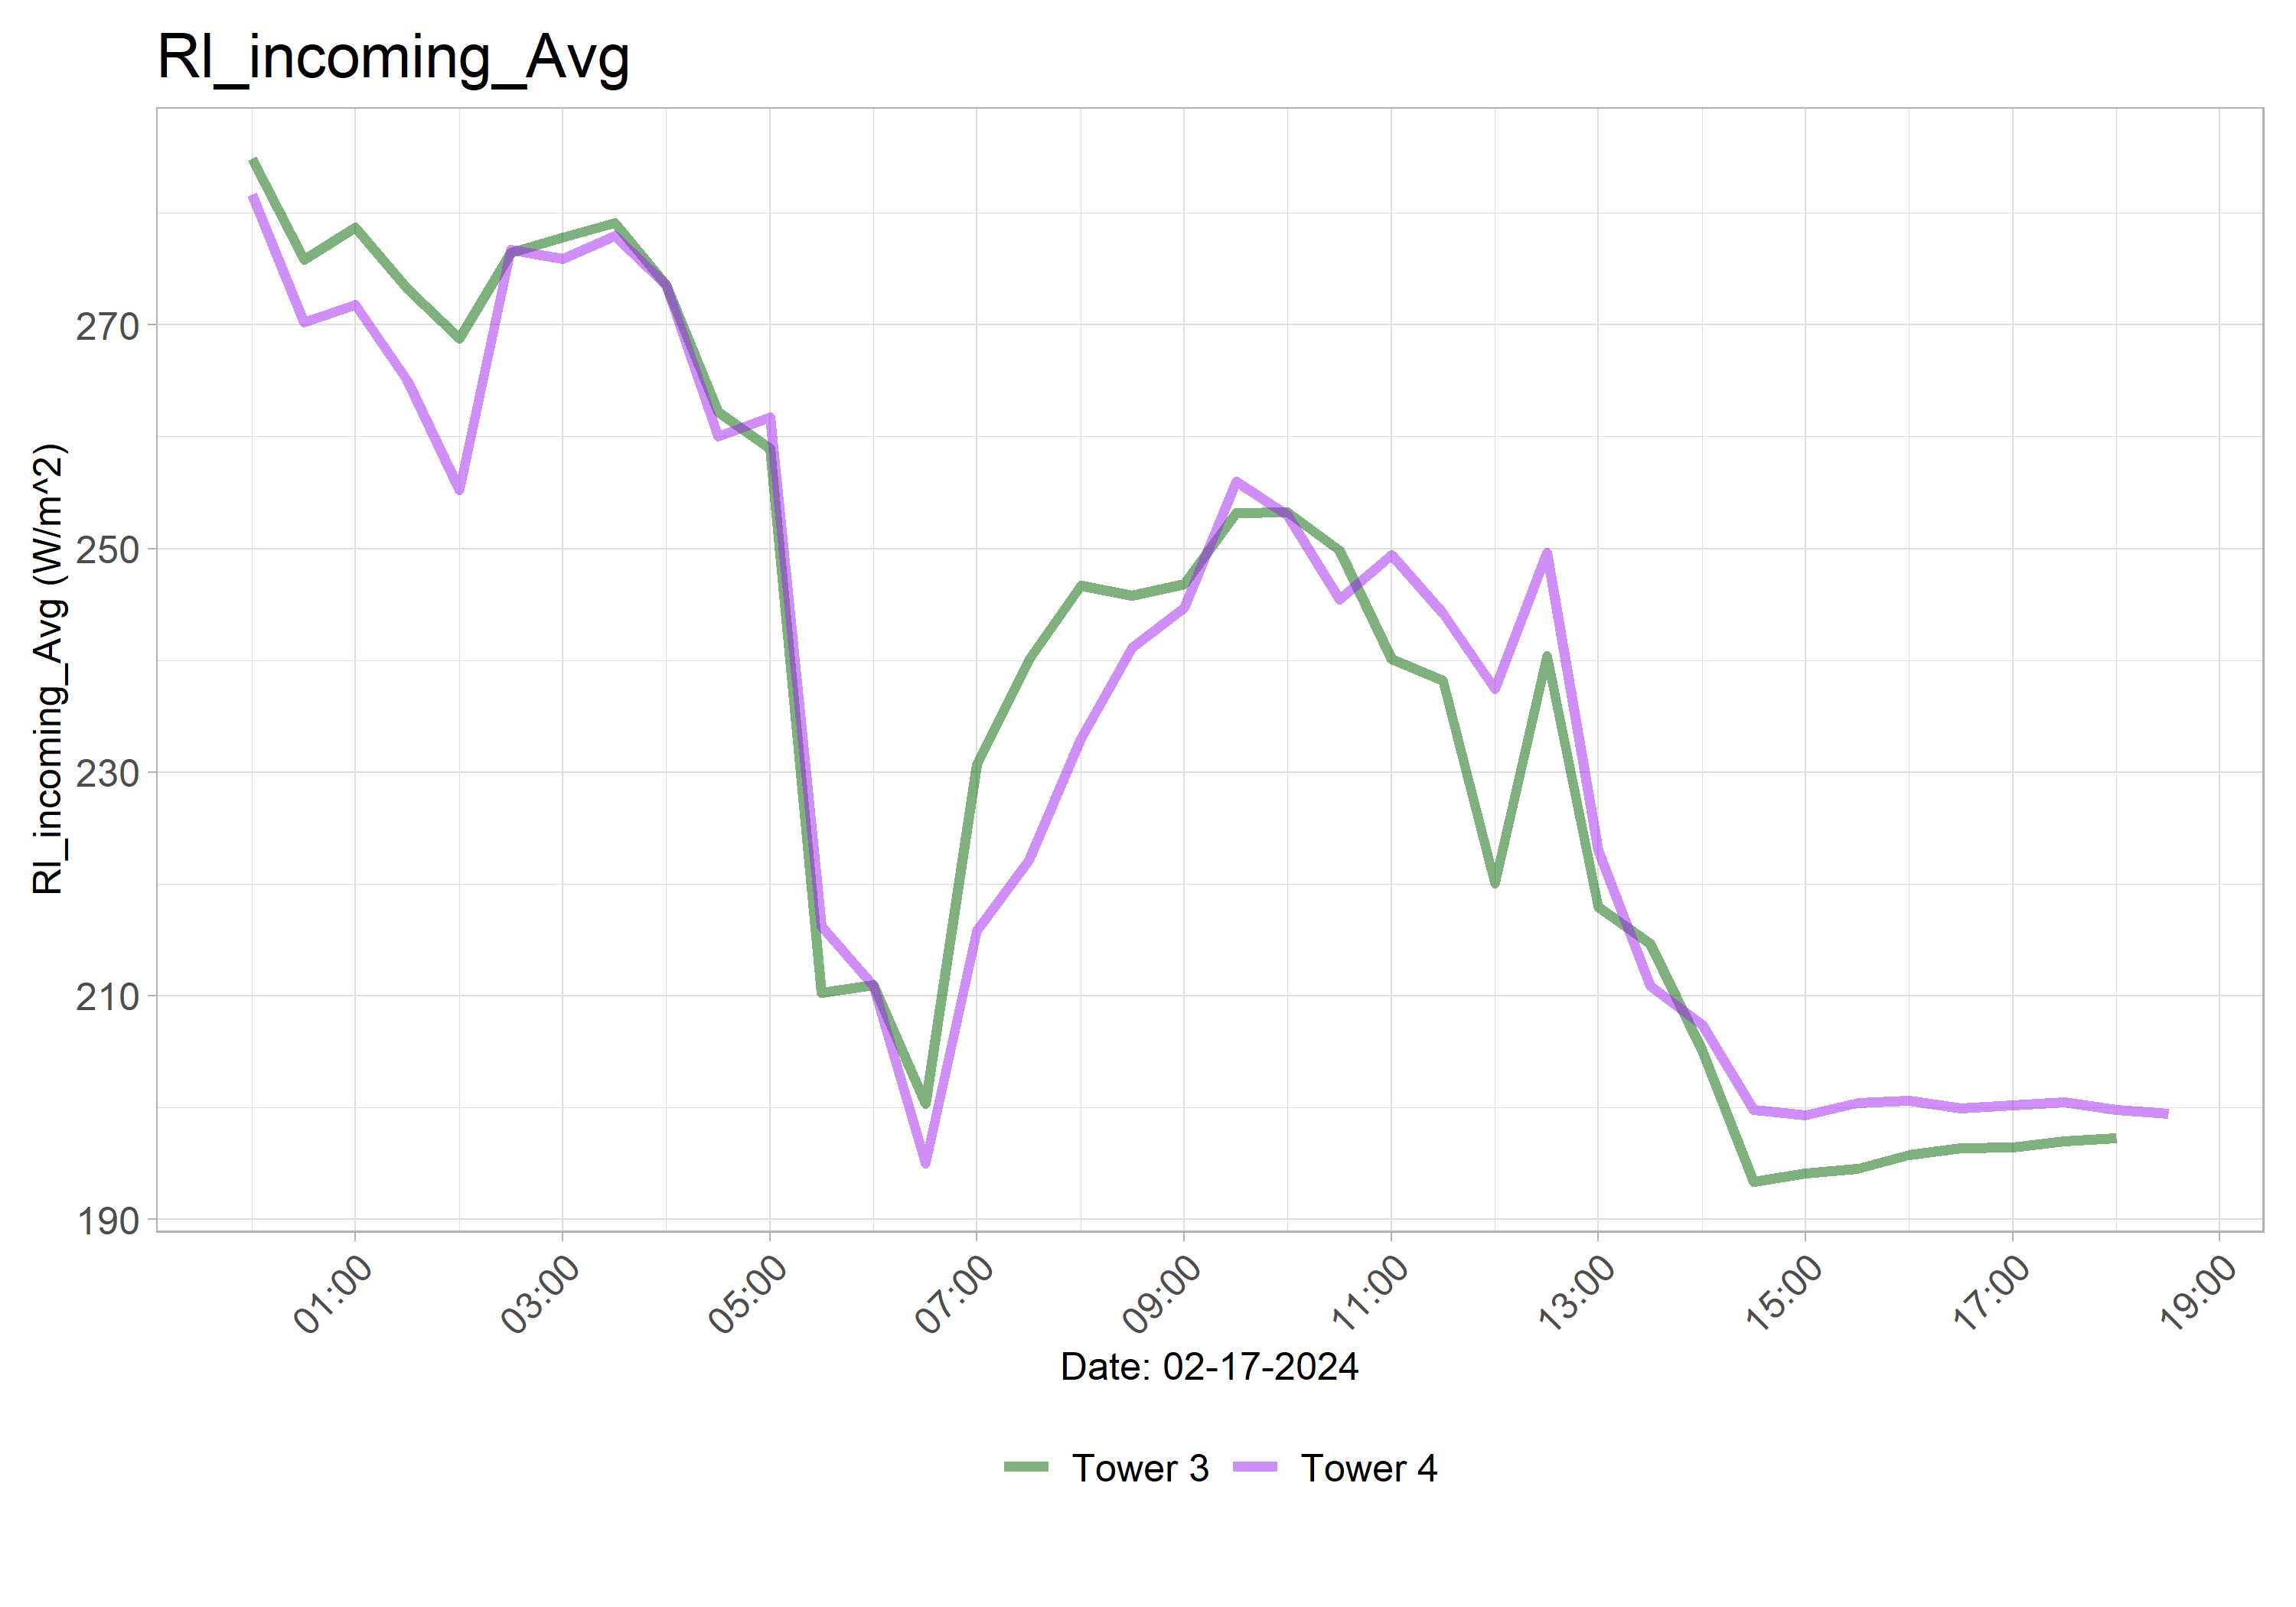 Rl_incoming_Avg
Rl_incoming_Avg (W/m^2)
270
250
230
210
190
01:00 03:00 05:00 07:00 09:00 11:00 13:00 15:00 17:00 19:00
Date: 02-17-2024
Tower 3 Tower 4